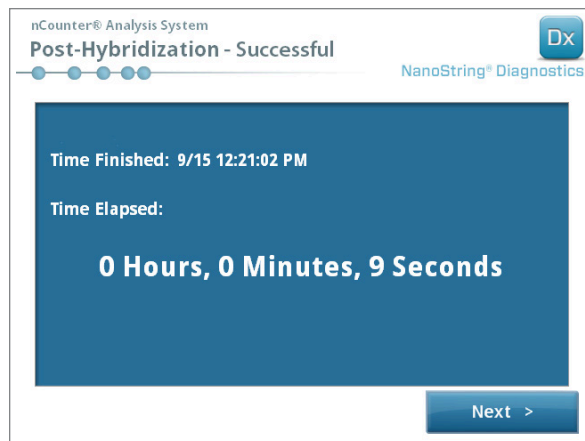 nCounter® Analysis System
Post-Hybridization - Successful
Dx
NanoString® Diagnostics
Time Finished: 9/15 12:21:02 PM
Time Elapsed:
0 Hours, 0 Minutes, 9 Seconds
Next >